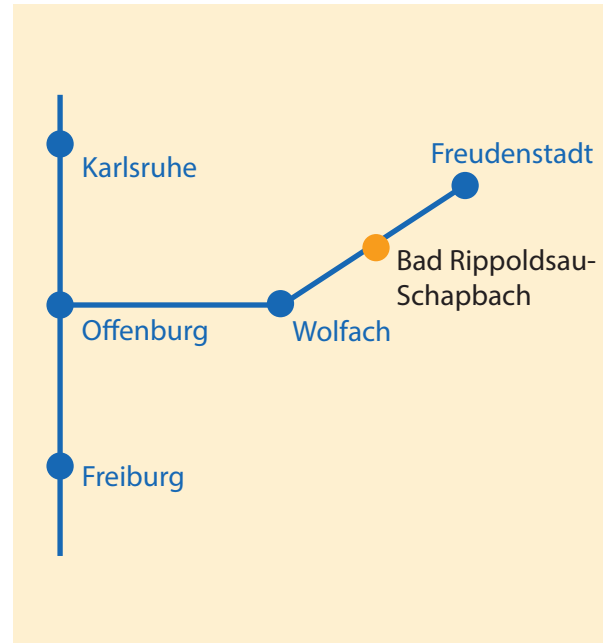 Freudenstadt
Karlsruhe
Bad Rippoldsau-
Schapbach
Offenburg
Wolfach
Freiburg